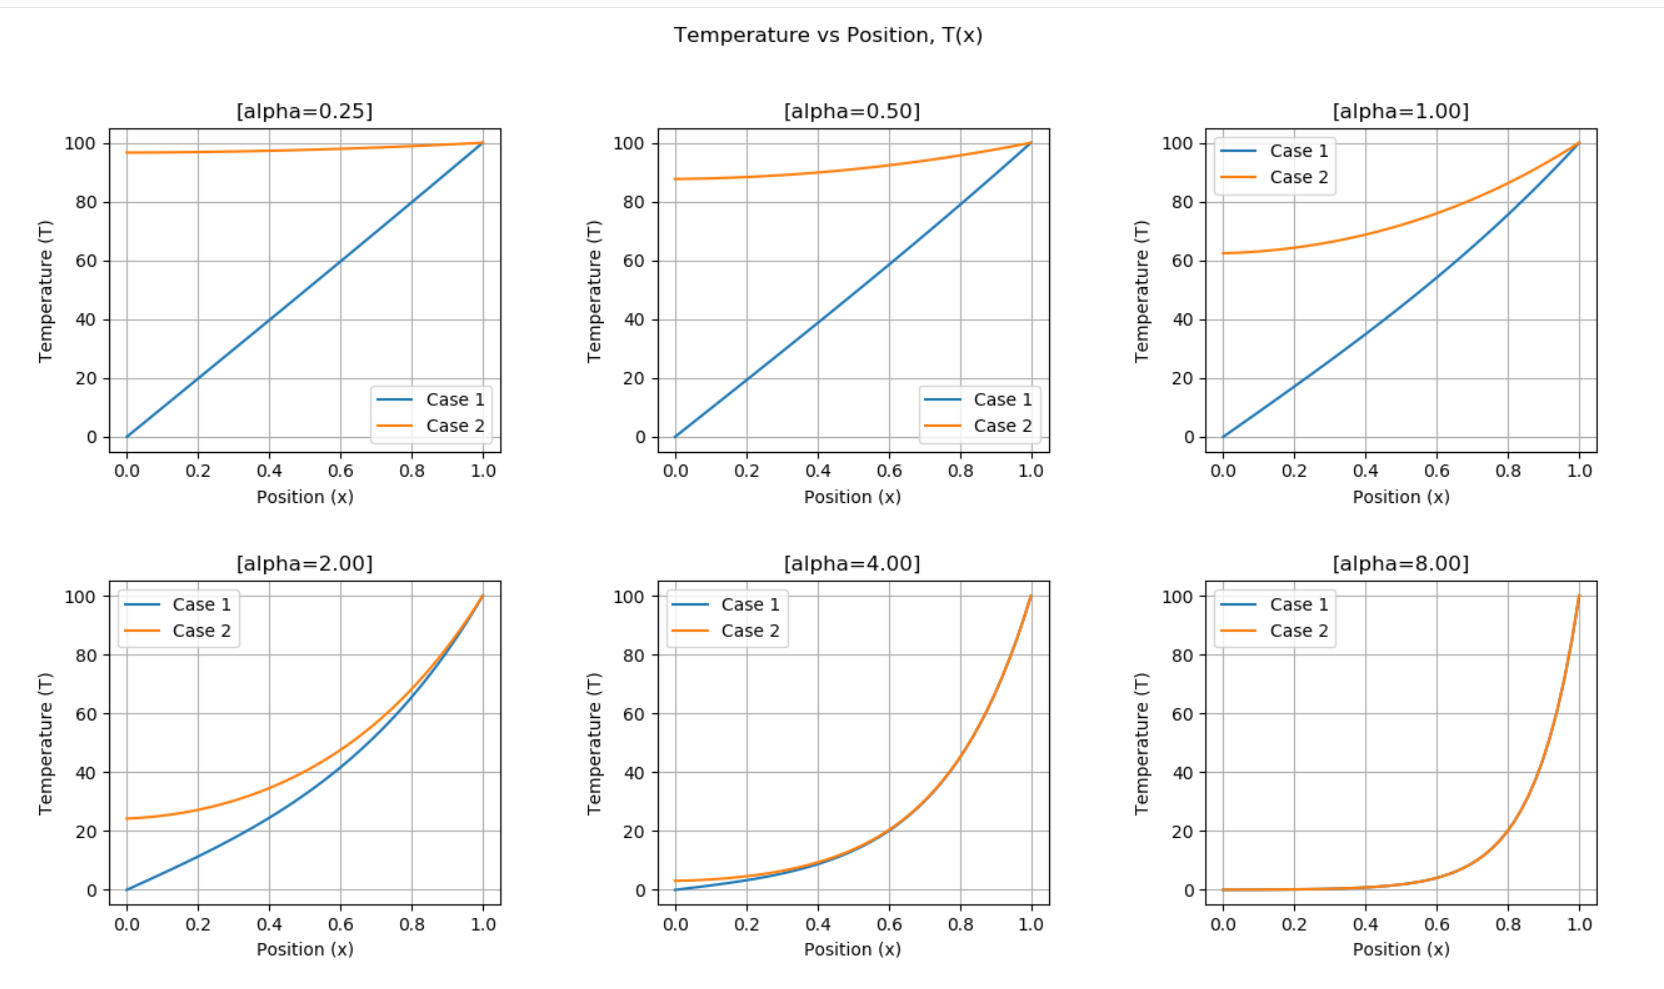 Temperature vs Position, T(x)
[alpha=0.25]
100
80
60
40
20
0
Temperature (T)
Case 1
Case 2
0.0 0.2 0.4 0.6 0.8 1.0
Position (x)
[alpha=0.50]
100
80
60
40
20
0
Temperature (T)
Case 1
Case 2
0.0 0.2 0.4 0.6 0.8 1.0
Position (x)
[alpha=1.00]
100
80
60
40
20
0
Temperature (T)
Case 1
Case 2
0.0 0.2 0.4 0.6 0.8 1.0
Position (x)
[alpha=2.00]
100
80
60
40
20
0
Temperature (T)
Case 1
Case 2
0.0 0.2 0.4 0.6 0.8 1.0
Position (x)
[alpha=4.00]
100
80
60
40
20
0
Temperature (T)
Case 1
Case 2
0.0 0.2 0.4 0.6 0.8 1.0
Position (x)
[alpha=8.00]
100
80
60
40
20
0
Temperature (T)
Case 1
Case 2
0.0 0.2 0.4 0.6 0.8 1.0
Position (x)